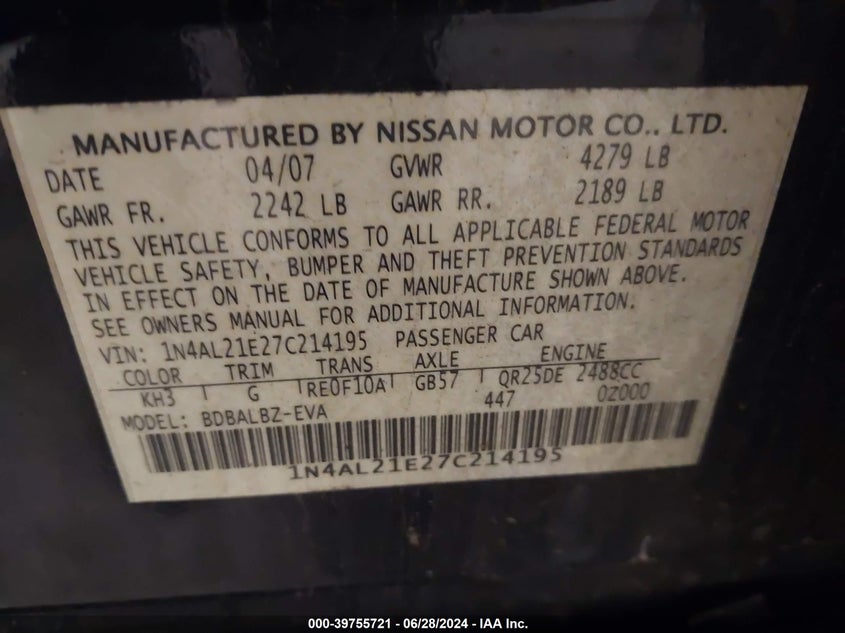 MANUFACTURED BY NISSAN MOTOR CO., LTD.
DATE 04/07 GVWR 4279 LB
GAWR FR. 2242 LB GAWR RR. 2189 LB
THIS VEHICLE CONFORMS TO ALL APPLICABLE FEDERAL MOTOR
VEHICLE SAFETY, BUMPER AND THEFT PREVENTION STANDARDS
IN EFFECT ON THE DATE OF MANUFACTURE SHOWN ABOVE.
SEE OWNERS MANUAL FOR ADDITIONAL INFORMATION.
VIN: 1N4AL21E27C214195 PASSENGER CAR
COLOR TRIM TRANS AXLE ENGINE
KH3 G RE0F10A GB57 QR25DE 2488CC
447 0Z000
MODEL: BDBALBZ-EVA
1N4AL21E27C214195
000-39755721 - 06/28/2024 - IAA Inc.